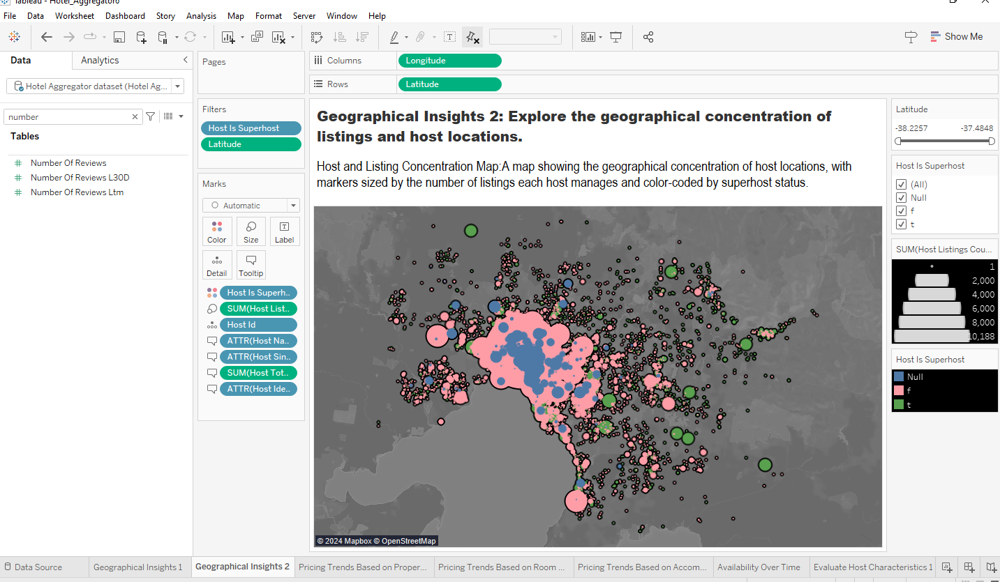 Tableau - Hotel_Aggregator6
File Data Worksheet Dashboard Story Analysis Map Format Server Window Help
Show Me
Data Analytics
Hotel Aggregator dataset (Hotel Ag...
number
Tables
Number Of Reviews
Number Of Reviews L30D
Number Of Reviews Ltm
Pages
Filters
Host Is Superhost
Latitude
Marks
Automatic
Color Size Label
Detail Tooltip
Host Is Superh..
SUM(Host List..
Host Id
ATTR(Host Na..
ATTR(Host Sin..
SUM(Host Tot..
ATTR(Host Ide..
Columns Longitude
Rows Latitude
Geographical Insights 2: Explore the geographical concentration of
listings and host locations.
Host and Listing Concentration Map:A map showing the geographical concentration of host locations, with
markers sized by the number of listings each host manages and color-coded by superhost status.
© 2024 Mapbox © OpenStreetMap
Latitude
-38.2257 -37.4848
Host Is Superhost
(All)
Null
f
t
SUM(Host Listings Cou...
1
2,000
4,000
6,000
8,000
10,188
Host Is Superhost
Null
f
t
Data Source Geographical Insights 1 Geographical Insights 2 Pricing Trends Based on Proper... Pricing Trends Based on Room ... Pricing Trends Based on Accom... Availability Over Time Evaluate Host Characteristics 1